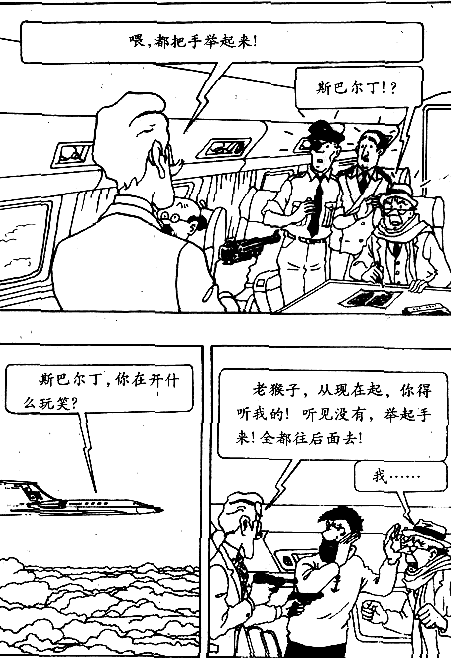 喂,都把手举起来!
斯巴尔丁!?
斯巴尔丁,你在开什
么玩笑?
老猴子，从现在起，你得
听我的! 听见没有，举起手
来!全都往后面去!
我……